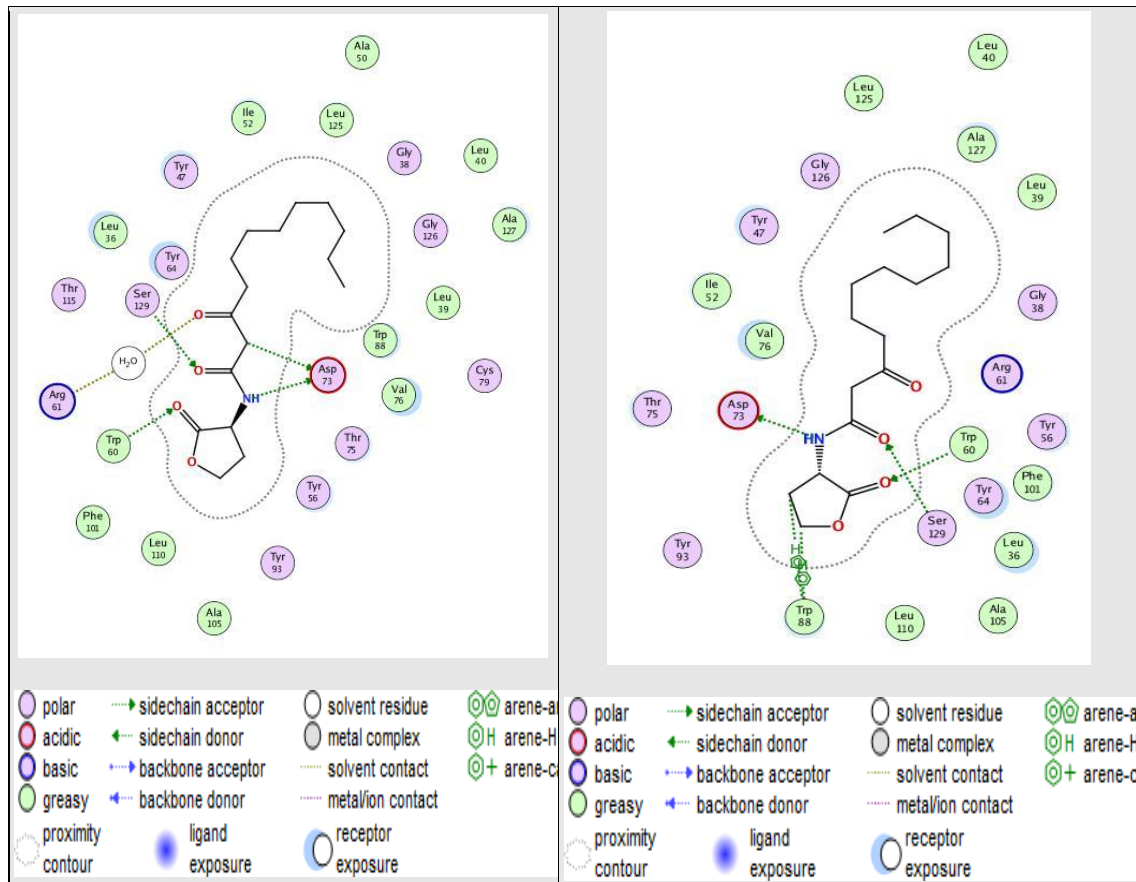 Ala
50
Ile
52
Leu
125
Gly
38
Leu
40
Tyr
47
Leu
36
Tyr
64
Gly
126
Ala
127
Thr
115
Ser
129
O
Leu
39
H₂O
Trp
88
O
Asp
73
Cys
79
Arg
61
O
NH
Val
76
Trp
60
O
Thr
75
Tyr
56
Phe
101
Leu
110
Tyr
93
Ala
105
polar
acidic
basic
greasy
proximity
contour
sidechain acceptor
sidechain donor
backbone acceptor
backbone donor
ligand
exposure
solvent residue
metal complex
solvent contact
metal/ion contact
receptor
exposure
arene-ar
H arene-H
+ arene-c
Leu
40
Leu
125
Ala
127
Gly
126
Leu
39
Tyr
47
Ile
52
Gly
38
Val
76
Arg
61
O
Thr
75
Asp
73
HN
O
Trp
60
Tyr
56
O
Tyr
64
Phe
101
O
Ser
129
Tyr
93
H
H
Leu
36
Trp
88
Leu
110
Ala
105
polar
acidic
basic
greasy
proximity
contour
sidechain acceptor
sidechain donor
backbone acceptor
backbone donor
ligand
exposure
solvent residue
metal complex
solvent contact
metal/ion contact
receptor
exposure
arene-a
H arene-H
+ arene-c